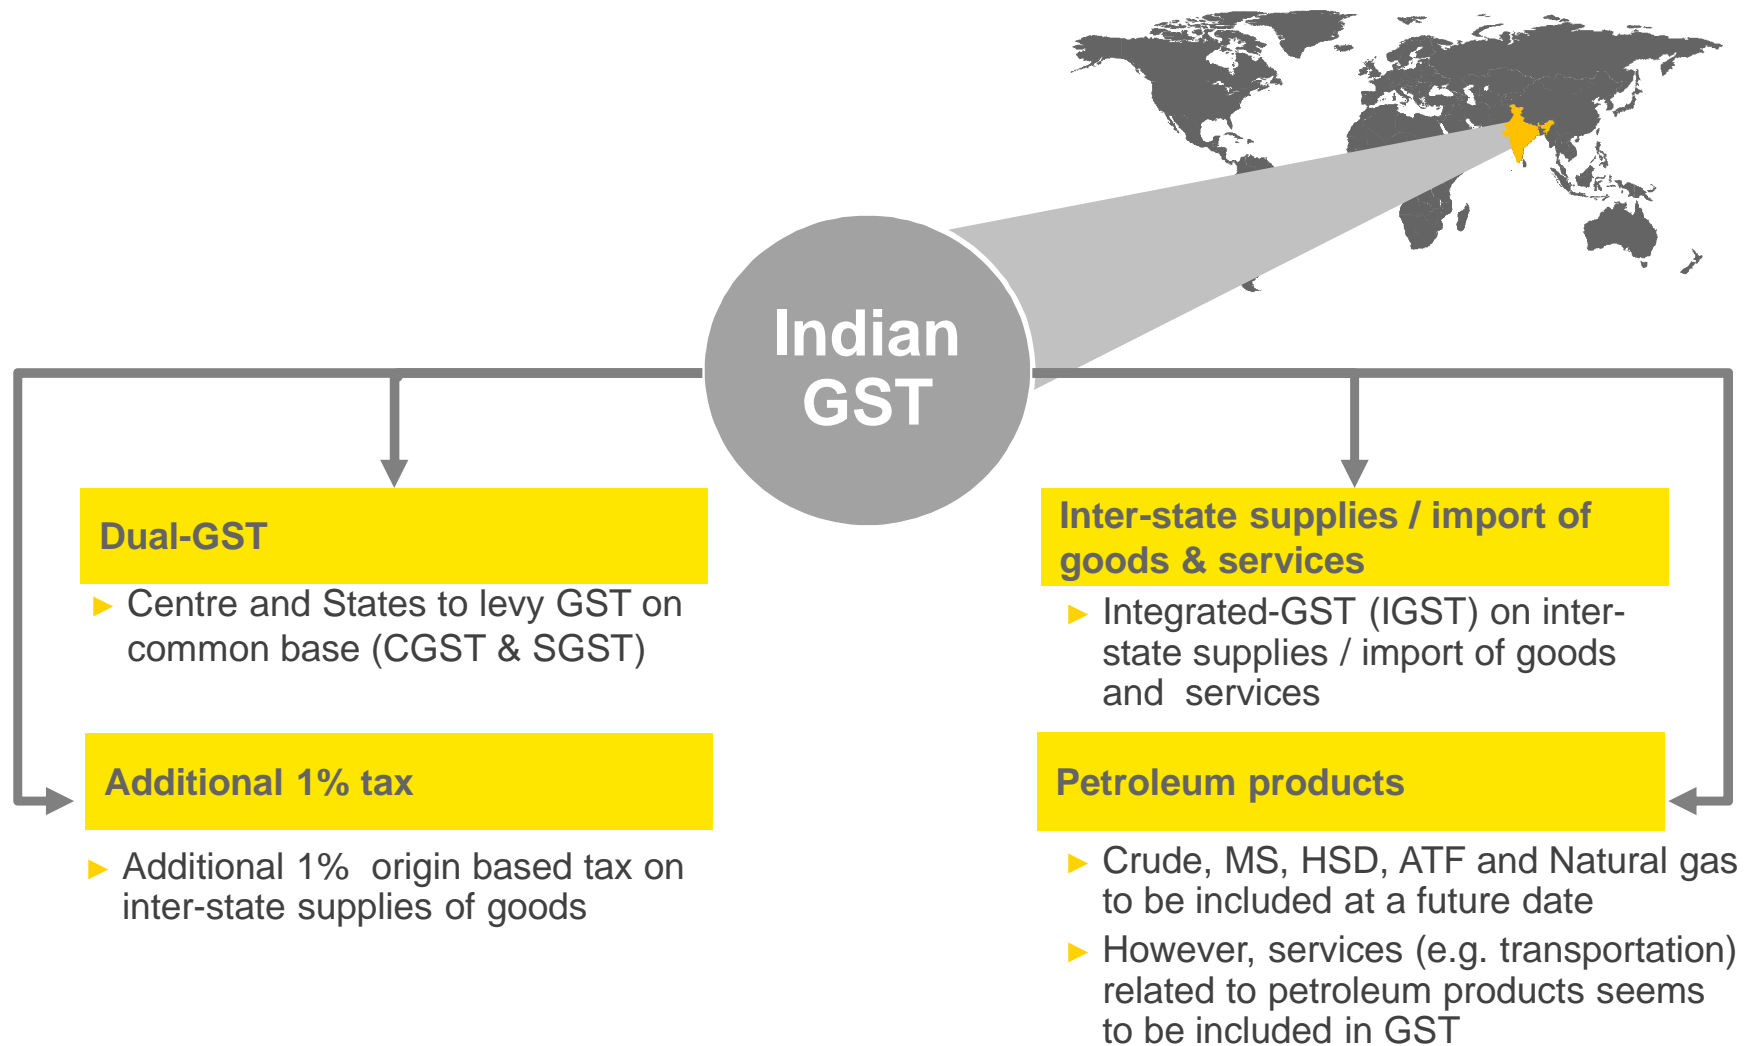 Indian
GST
Dual-GST
► Centre and States to levy GST on
common base (CGST & SGST)
Additional 1% tax
► Additional 1%  origin based tax on
inter-state supplies of goods
Inter-state supplies / import of
goods & services
► Integrated-GST (IGST) on inter-
state supplies / import of goods
and  services
Petroleum products
► Crude, MS, HSD, ATF and Natural gas
to be included at a future date
► However, services (e.g. transportation)
related to petroleum products seems
to be included in GST